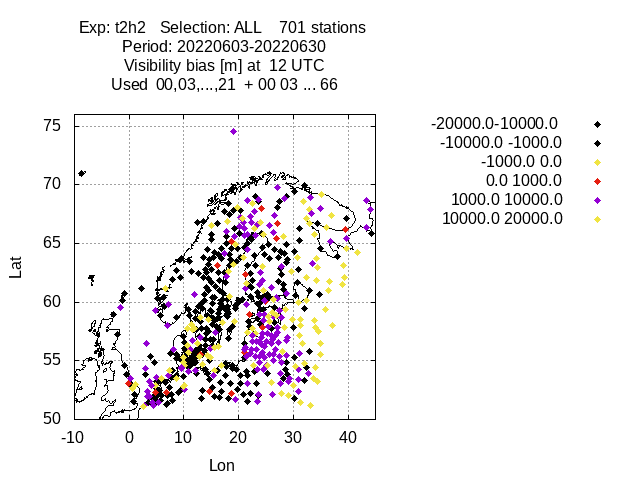 Exp: t2h2 Selection: ALL 701 stations
Period: 20220603-20220630
Visibility bias [m] at 12 UTC
Used 00,03,...,21 + 00 03 ... 66
-20000.0-10000.0
-10000.0 -1000.0
-1000.0 0.0
0.0 1000.0
1000.0 10000.0
10000.0 20000.0
75
70
65
60
55
50
Lat
-10 0 10 20 30 40
Lon